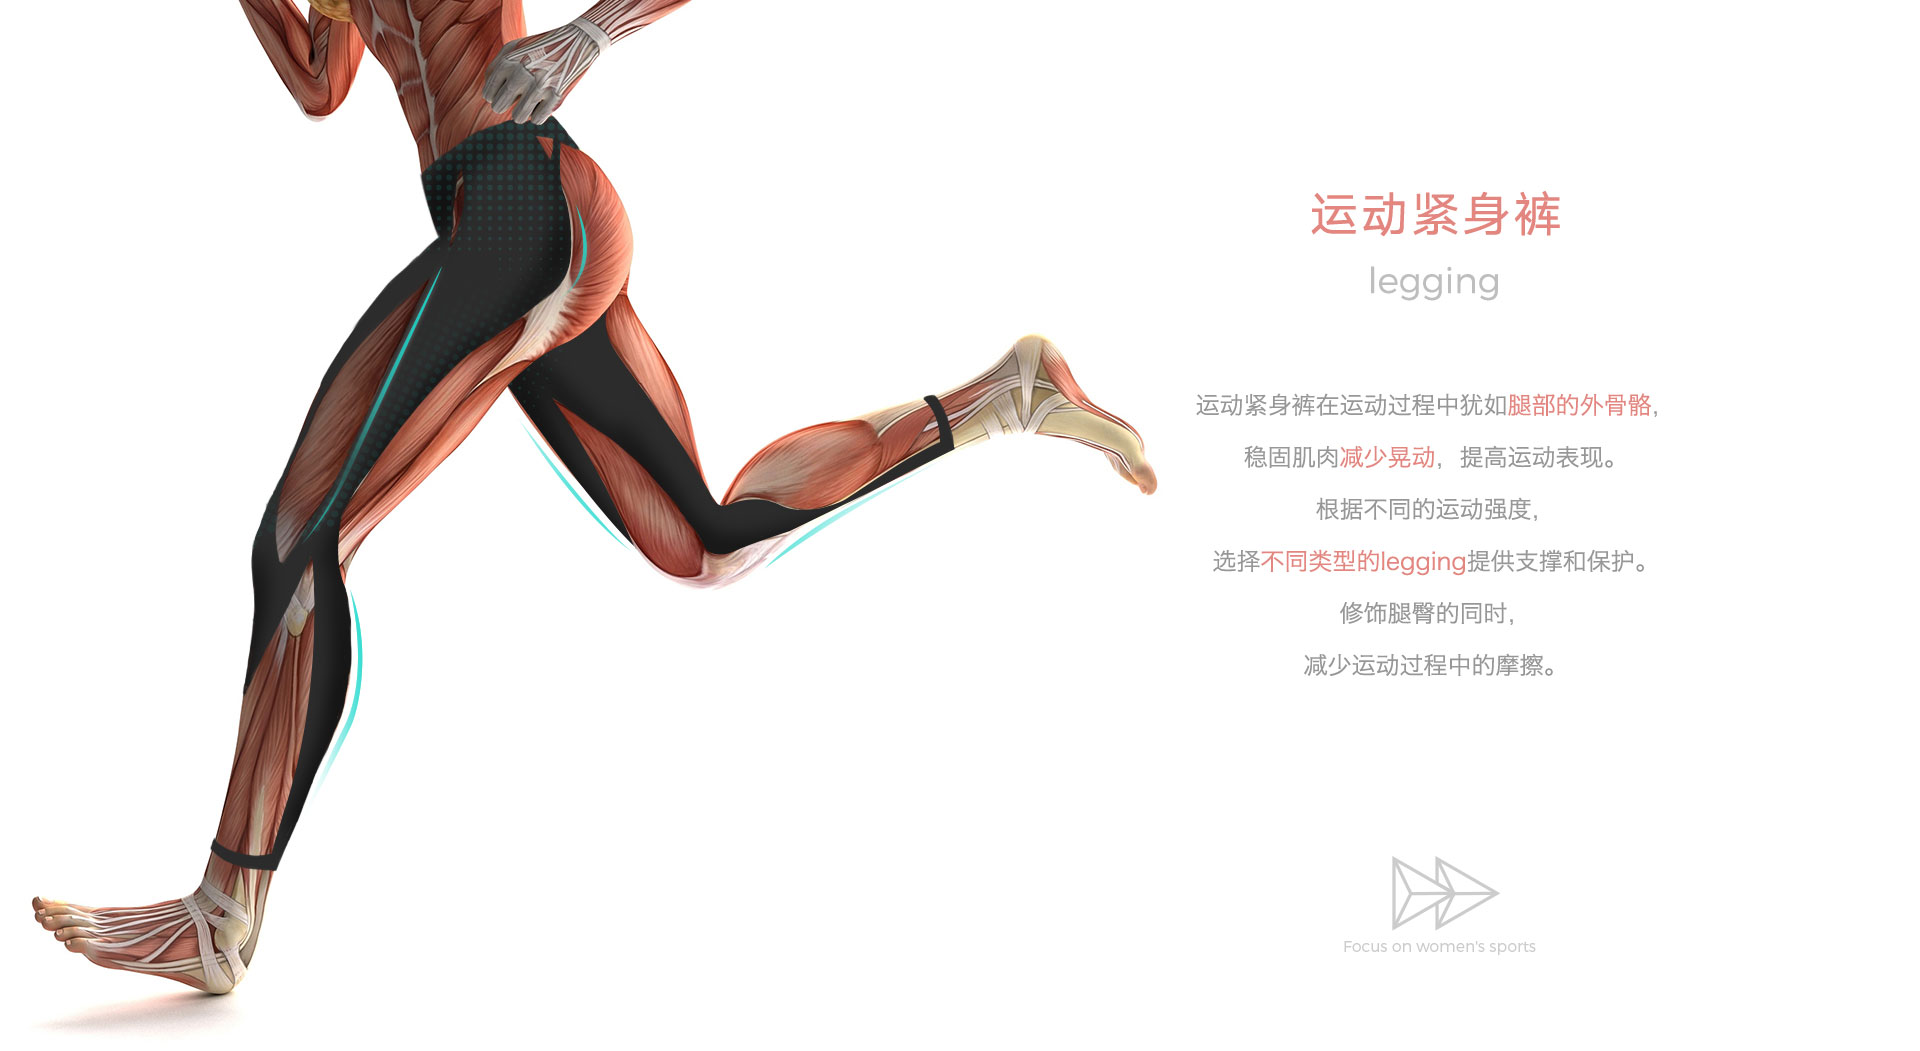 运动紧身裤
legging
运动紧身裤在运动过程中犹如腿部的外骨骼,
稳固肌肉减少晃动，提高运动表现。
根据不同的运动强度,
选择不同类型的legging提供支撑和保护。
修饰腿臀的同时,
减少运动过程中的摩擦。
Focus on women's sports